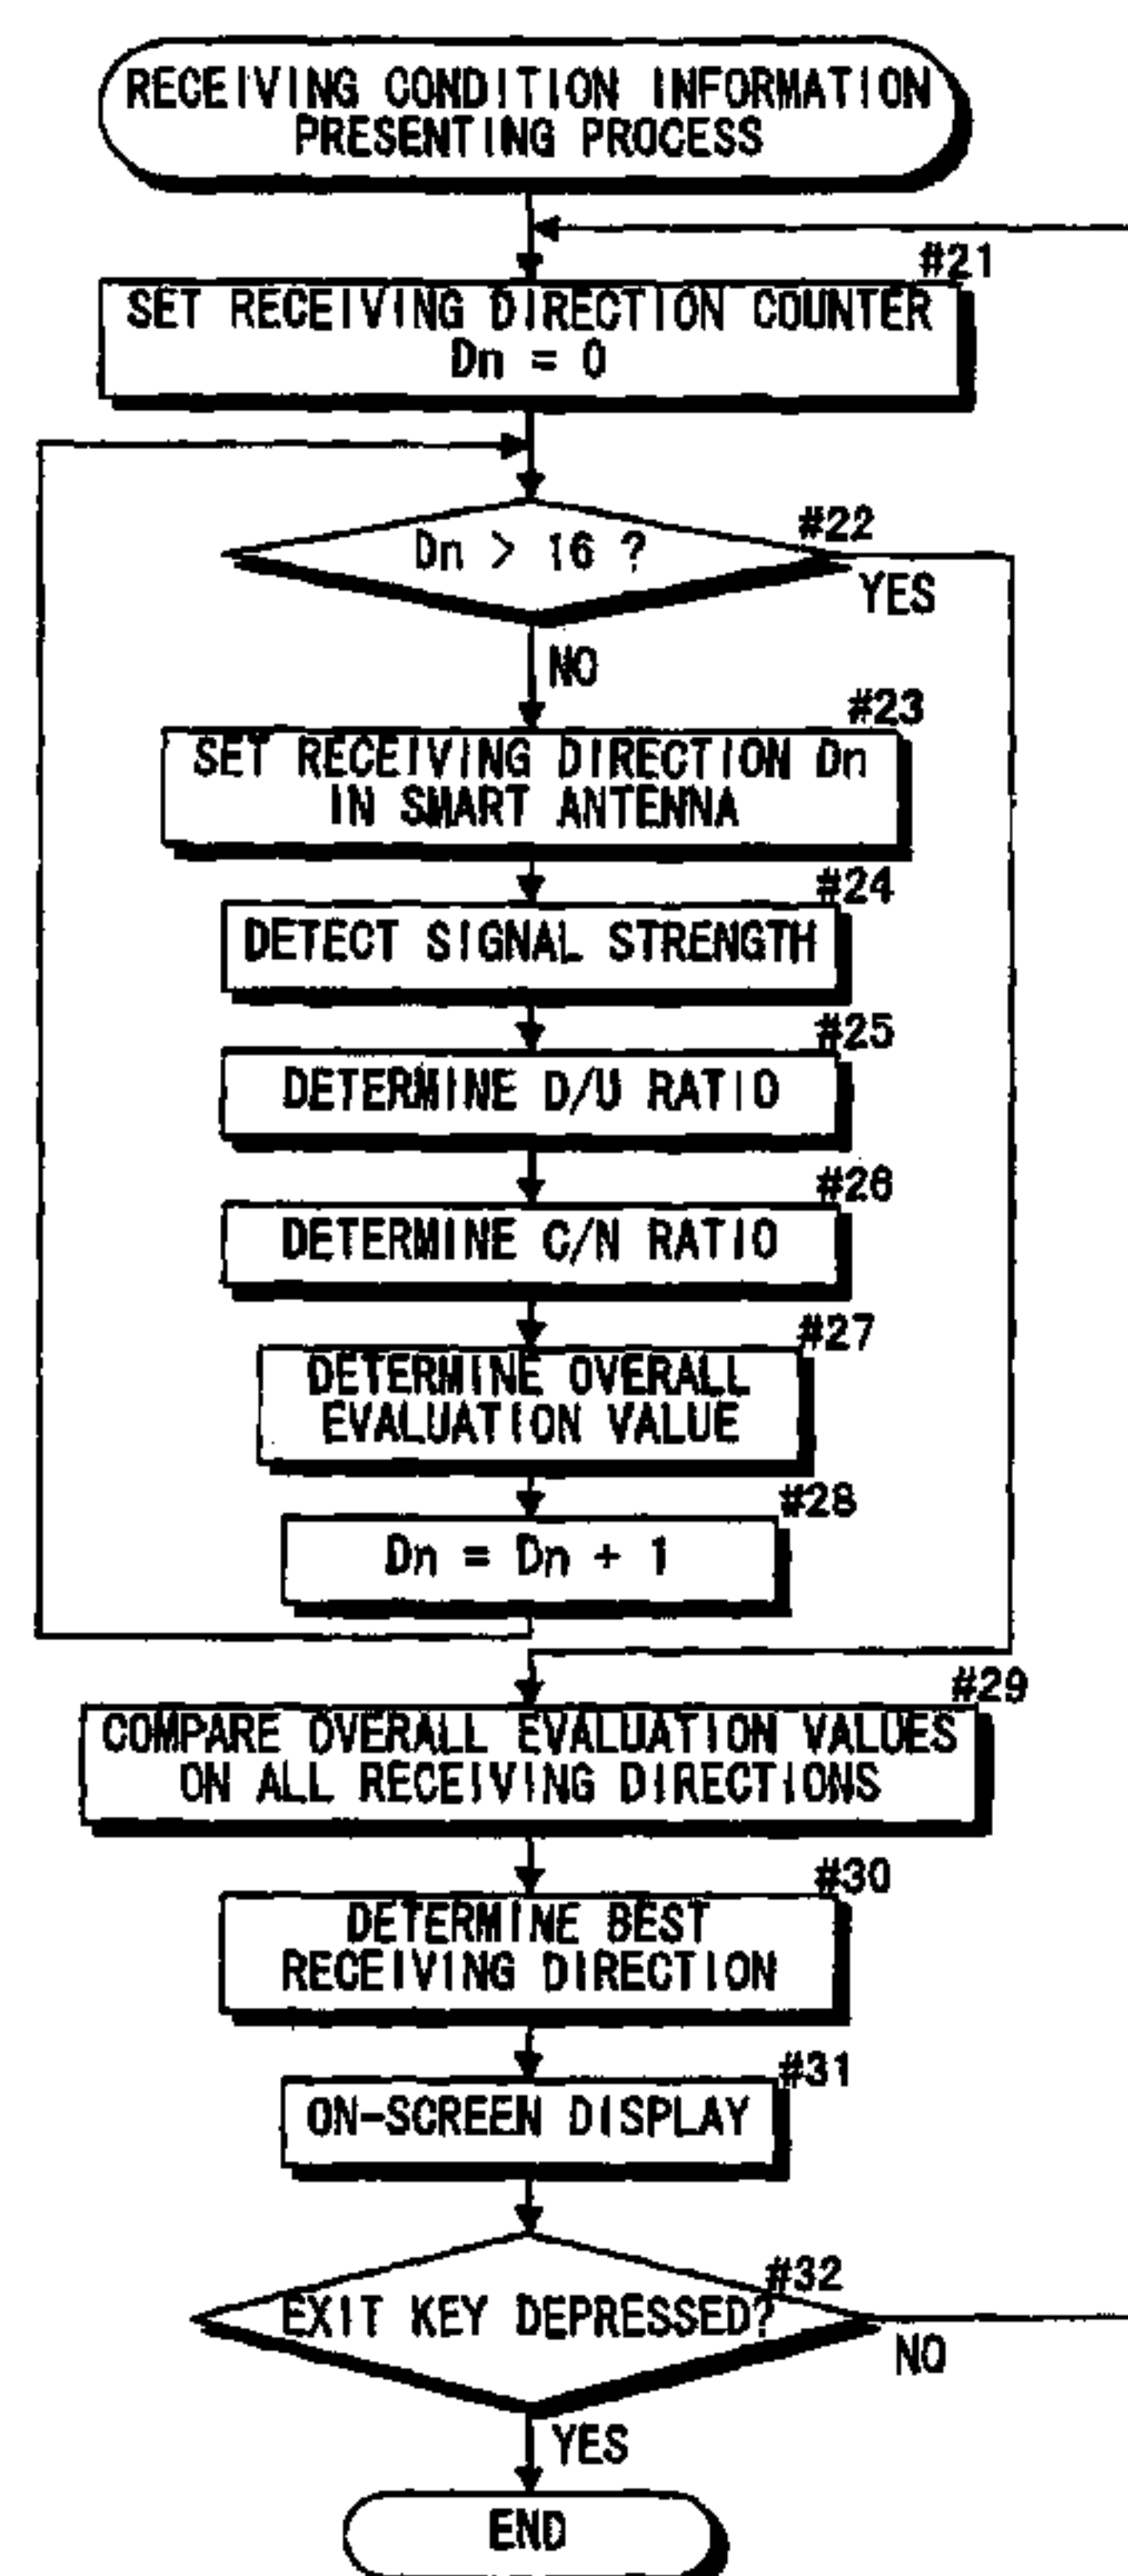 RECEIVING CONDITION INFORMATION
PRESENTING PROCESS
#21
SET RECEIVING DIRECTION COUNTER
Dn = 0
#22
Dn > 16 ?
YES
NO
#23
SET RECEIVING DIRECTION Dn
IN SMART ANTENNA
#24
DETECT SIGNAL STRENGTH
#25
DETERMINE D/U RATIO
#26
DETERMINE C/N RATIO
#27
DETERMINE OVERALL
EVALUATION VALUE
#28
Dn = Dn + 1
#29
COMPARE OVERALL EVALUATION VALUES
ON ALL RECEIVING DIRECTIONS
#30
DETERMINE BEST
RECEIVING DIRECTION
#31
ON-SCREEN DISPLAY
#32
EXIT KEY DEPRESSED?
NO
YES
END